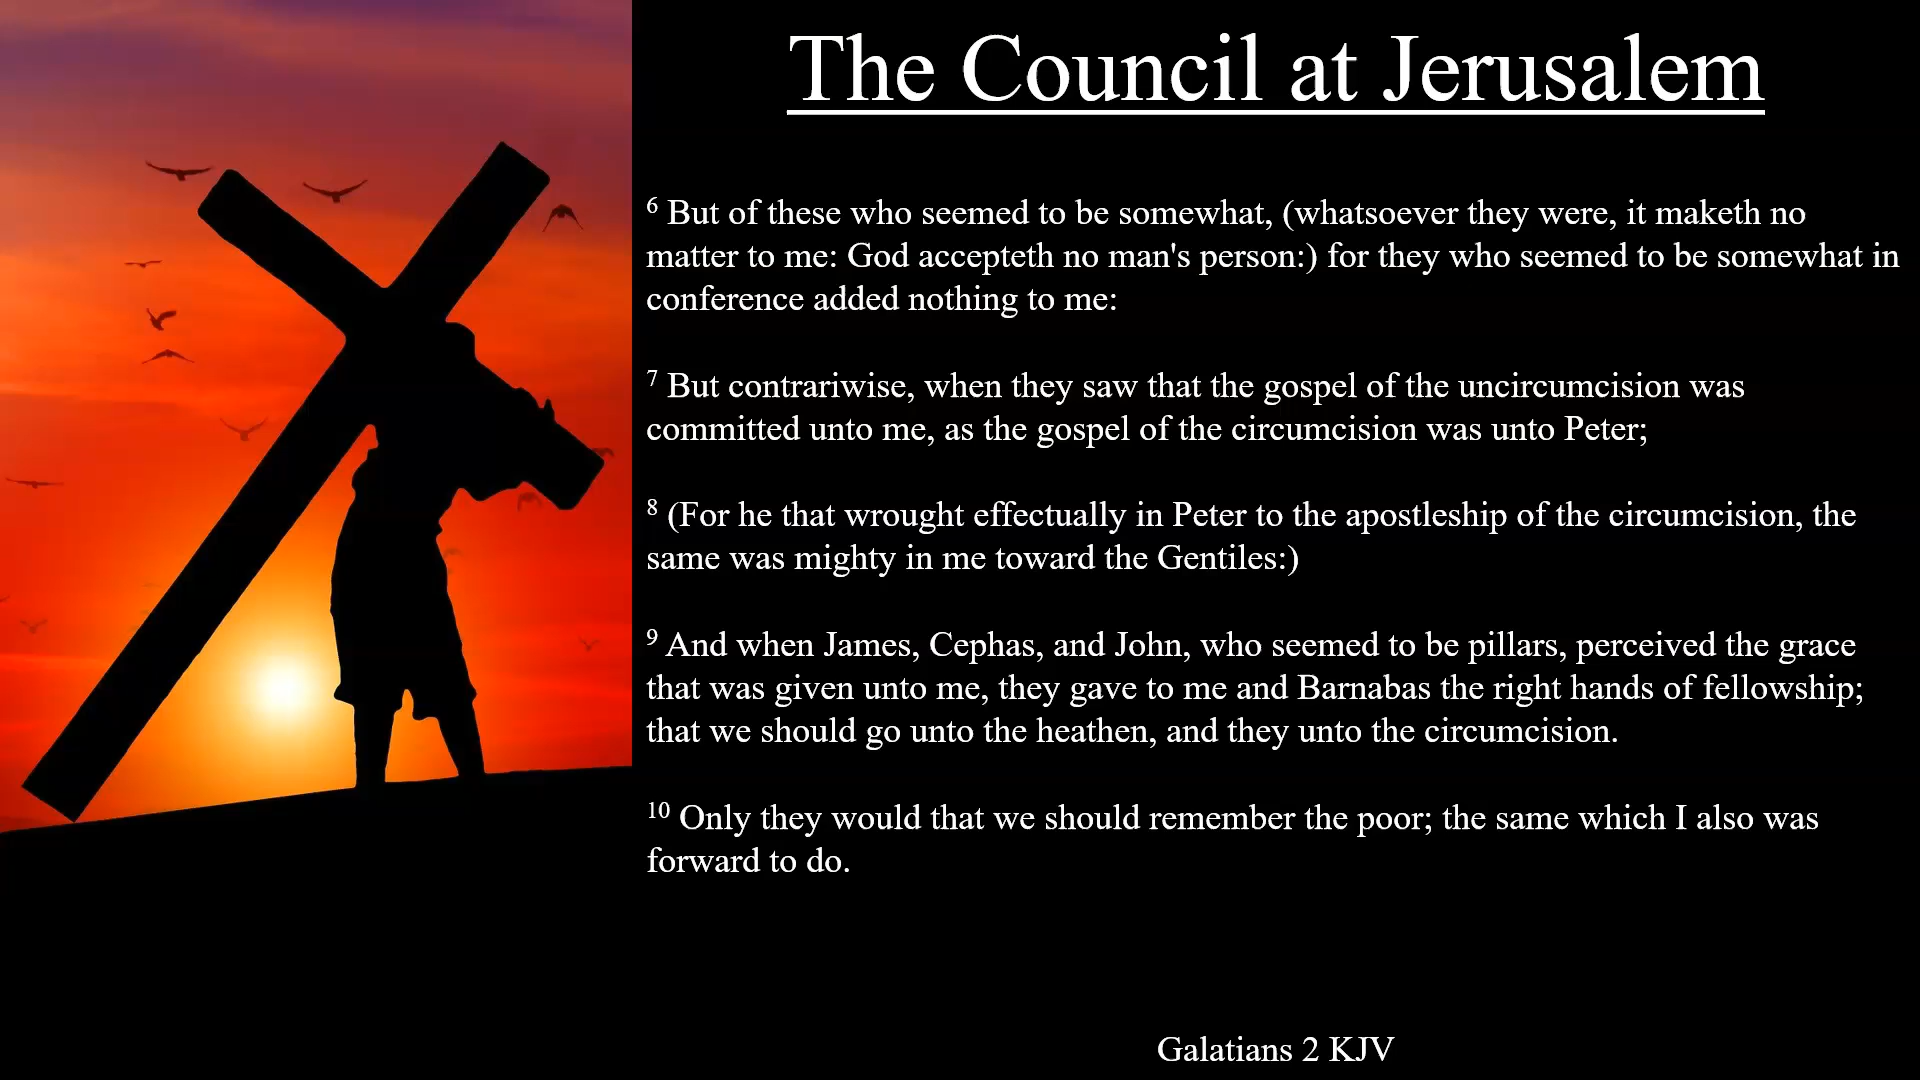 The Council at Jerusalem
6 But of these who seemed to be somewhat, (whatsoever they were, it maketh no
matter to me: God accepteth no man's person:) for they who seemed to be somewhat in
conference added nothing to me:
7 But contrariwise, when they saw that the gospel of the uncircumcision was
committed unto me, as the gospel of the circumcision was unto Peter;
8 (For he that wrought effectually in Peter to the apostleship of the circumcision, the
same was mighty in me toward the Gentiles:)
9 And when James, Cephas, and John, who seemed to be pillars, perceived the grace
that was given unto me, they gave to me and Barnabas the right hands of fellowship;
that we should go unto the heathen, and they unto the circumcision.
10 Only they would that we should remember the poor; the same which I also was
forward to do.
Galatians 2 KJV